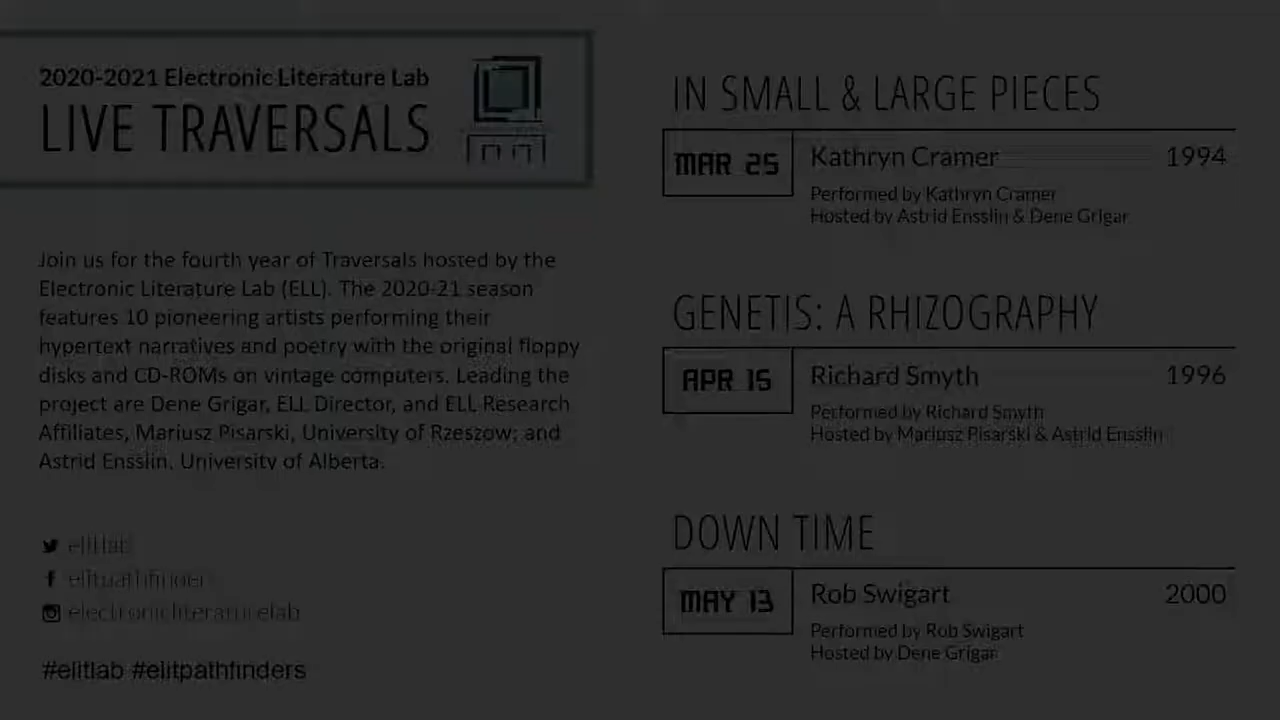 2020-2021 Electronic Literature Lab
LIVE TRAVERSALS
Join us for the fourth year of Traversals hosted by the
Electronic Literature Lab (ELL). The 2020-21 season
features 10 pioneering artists performing their
hypertext narratives and poetry with the original floppy
disks and CD-ROMs on vintage computers. Leading the
project are Dene Grigar, ELL Director, and ELL Research
Affiliates, Mariusz Pisarski, University of Rzeszow; and
Astrid Ensslin, University of Alberta.
elitlab
elitpathfinder
electronicliteraturelab
#elitlab #elitpathfinders
IN SMALL & LARGE PIECES
MAR 25
Kathryn Cramer 1994
Performed by Kathryn Cramer
Hosted by Astrid Ensslin & Dene Grigar
GENETIS: A RHIZOGRAPHY
APR 15
Richard Smyth 1996
Performed by Richard Smyth
Hosted by Mariusz Pisarski & Astrid Ensslin
DOWN TIME
MAY 13
Rob Swigart 2000
Performed by Rob Swigart
Hosted by Dene Grigar